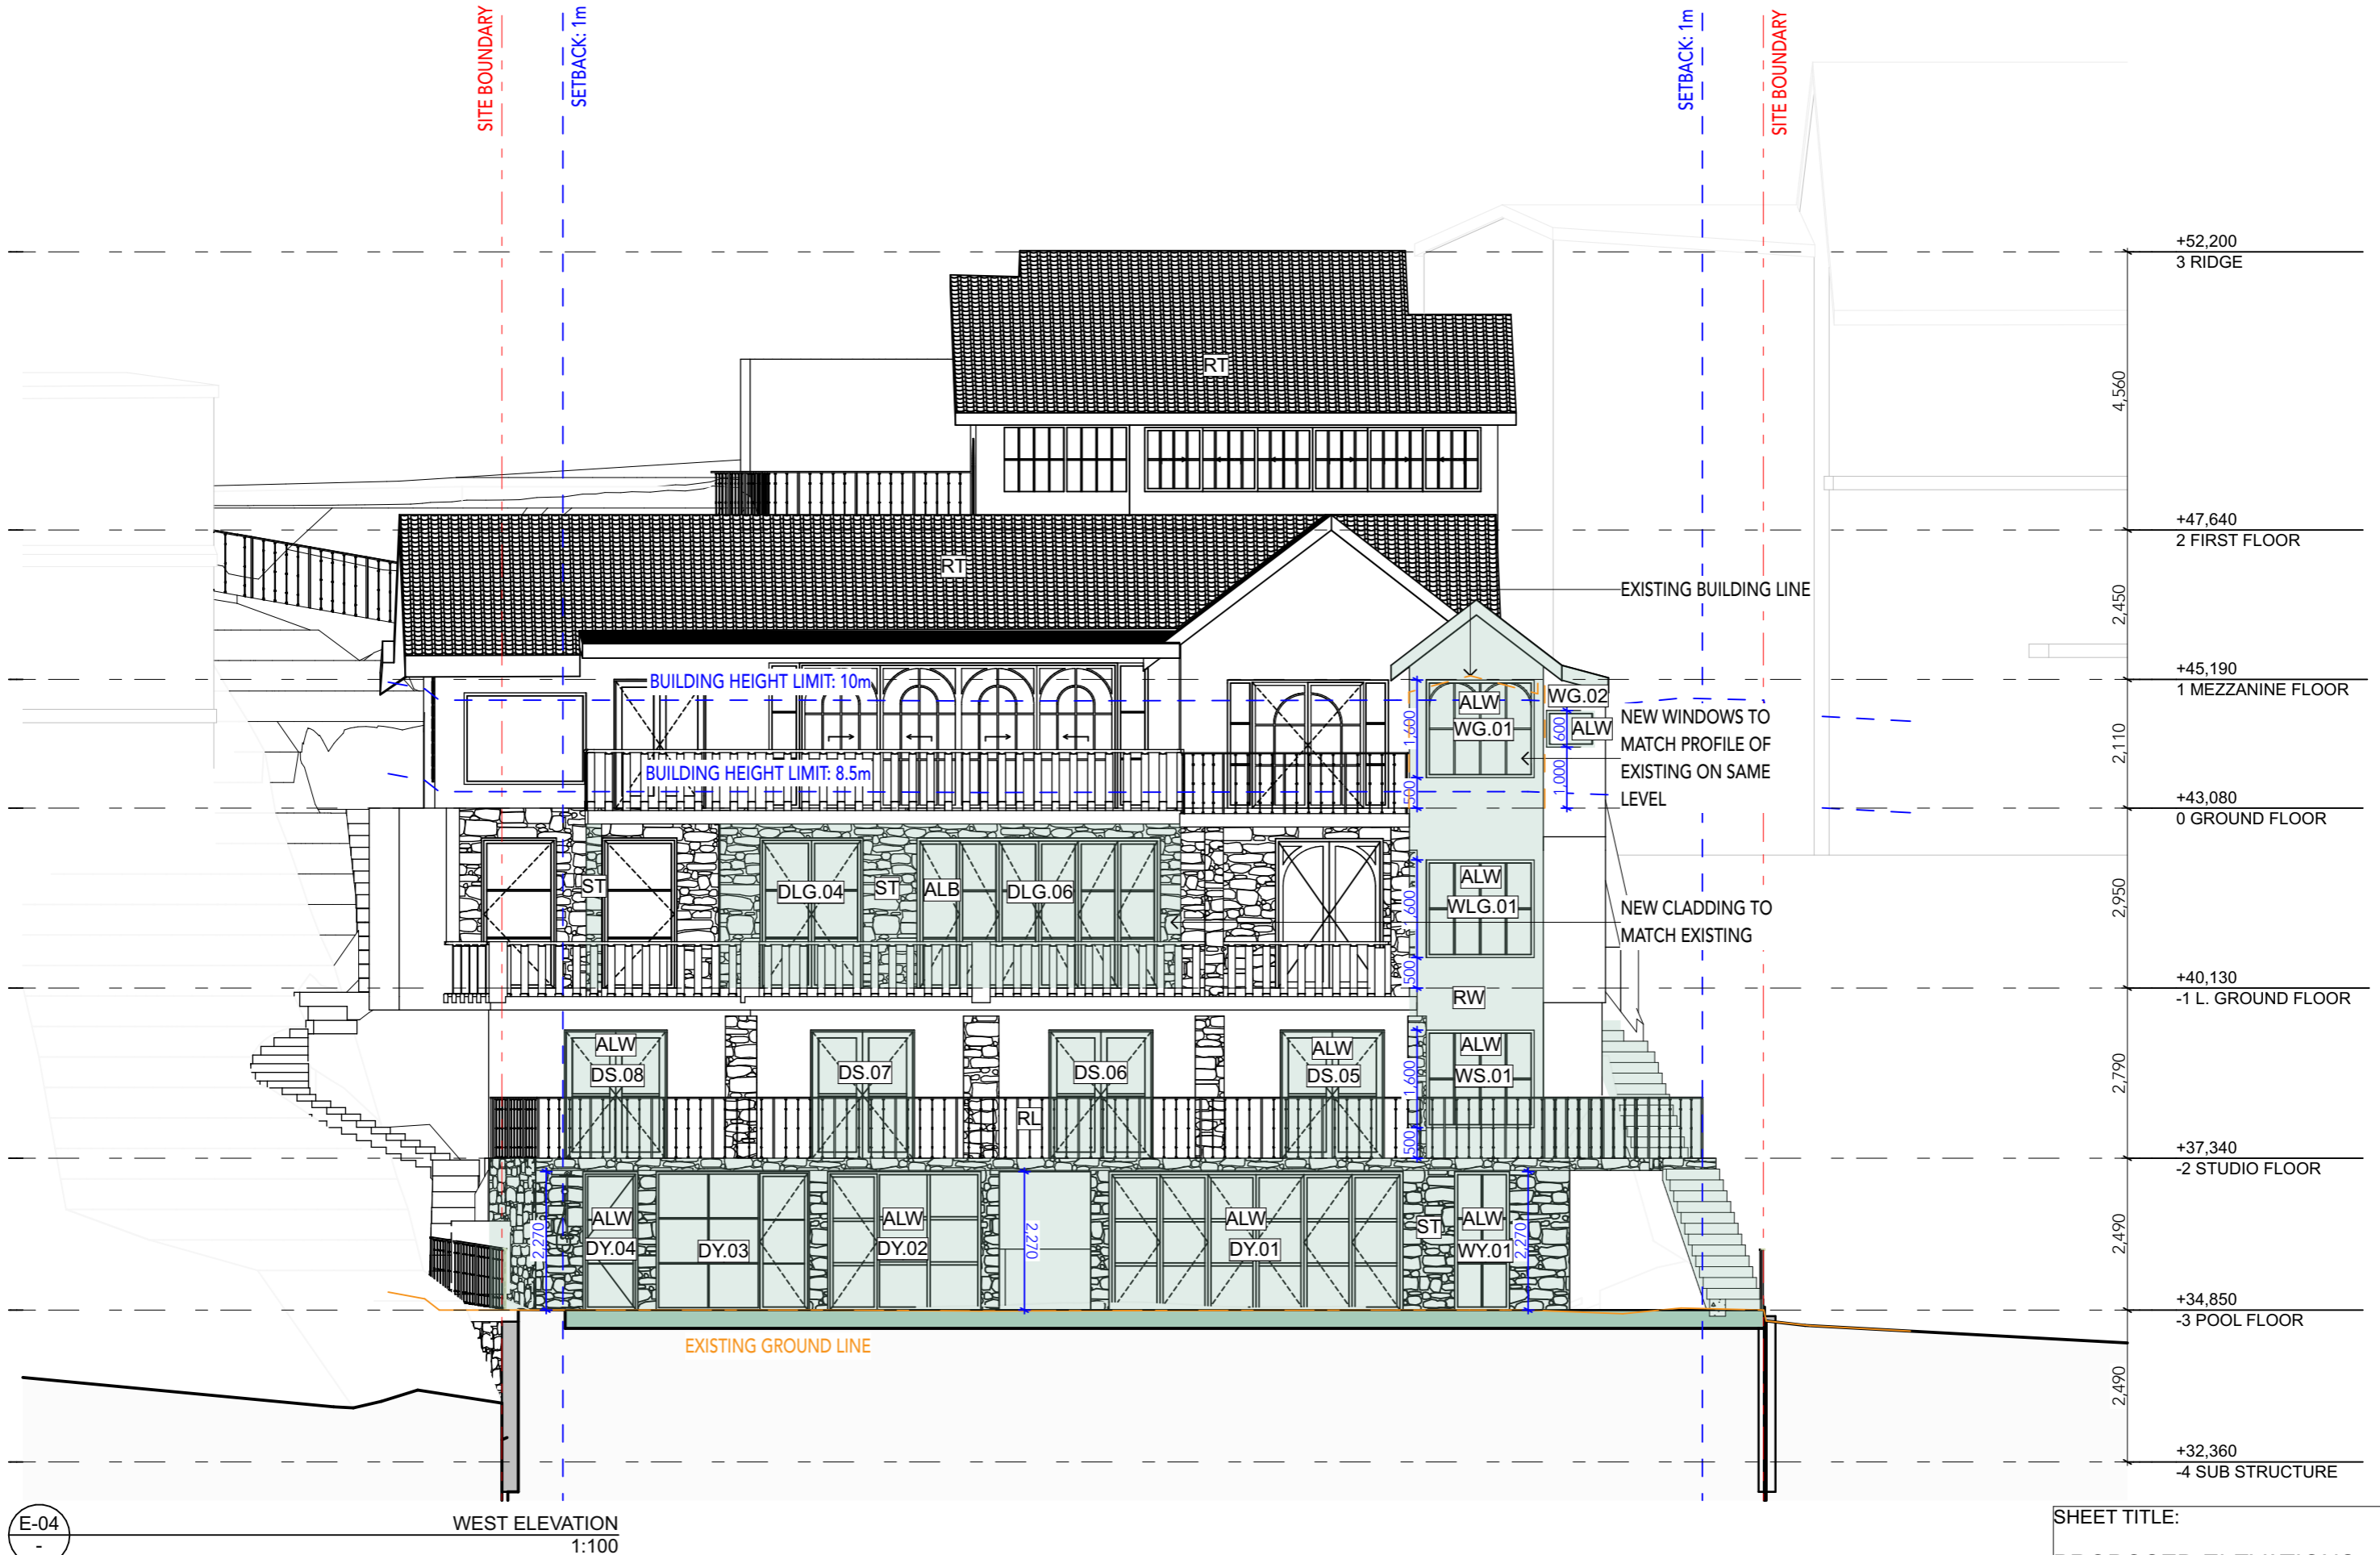 SITE BOUNDARY
SETBACK: 1m
SETBACK: 1m
SITE BOUNDARY
+52,200
3 RIDGE
RT
4,560
+47,640
2 FIRST FLOOR
RT
EXISTING BUILDING LINE
2,450
BUILDING HEIGHT LIMIT: 10m
+45,190
1 MEZZANINE FLOOR
1,600
ALW
WG.01
WG.02
600
ALW
NEW WINDOWS TO
MATCH PROFILE OF
EXISTING ON SAME
LEVEL
2,110
BUILDING HEIGHT LIMIT: 8.5m
500
1,000
+43,080
0 GROUND FLOOR
ST
DLG.04
ST
ALB
DLG.06
1,600
ALW
WLG.01
NEW CLADDING TO
MATCH EXISTING
2,950
500
+40,130
-1 L. GROUND FLOOR
RW
ALW
DS.08
DS.07
DS.06
ALW
DS.05
1,600
ALW
WS.01
2,790
RL
500
+37,340
-2 STUDIO FLOOR
2,270
ALW
DY.04
DY.03
ALW
DY.02
2,270
ALW
DY.01
ST
ALW
WY.01
2,270
2,490
+34,850
-3 POOL FLOOR
EXISTING GROUND LINE
2,490
+32,360
-4 SUB STRUCTURE
E-04
-
WEST ELEVATION
1:100
SHEET TITLE: